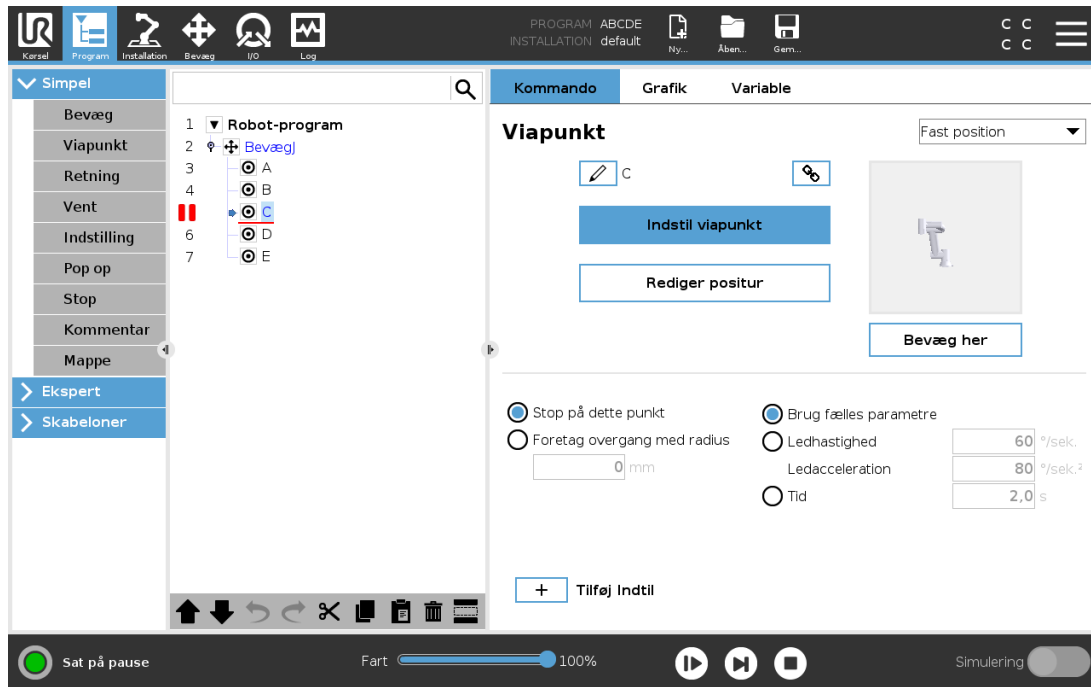 PROGRAM ABCDE
INSTALLATION default
C C
C C
Kørsel
Program
Installation
Bevæg
I/O
Log
Ny...
Åben...
Gem...
Simpel
Bevæg
Viapunkt
Retning
Vent
Indstilling
Pop op
Stop
Kommentar
Mappe
Ekspert
Skabeloner
1 Robot-program
2 BevægJ
3 A
4 B
C
6 D
7 E
Kommando Grafik Variable
Viapunkt
Fast position
C
Indstil viapunkt
Rediger positur
Bevæg her
Stop på dette punkt
Foretag overgang med radius
0 mm
Brug fælles parametre
Ledhastighed 60 °/sek.
Ledacceleration 80 °/sek.²
Tid 2,0 s
+ Tilføj Indtil
Sat på pause
Fart 100%
Simulering